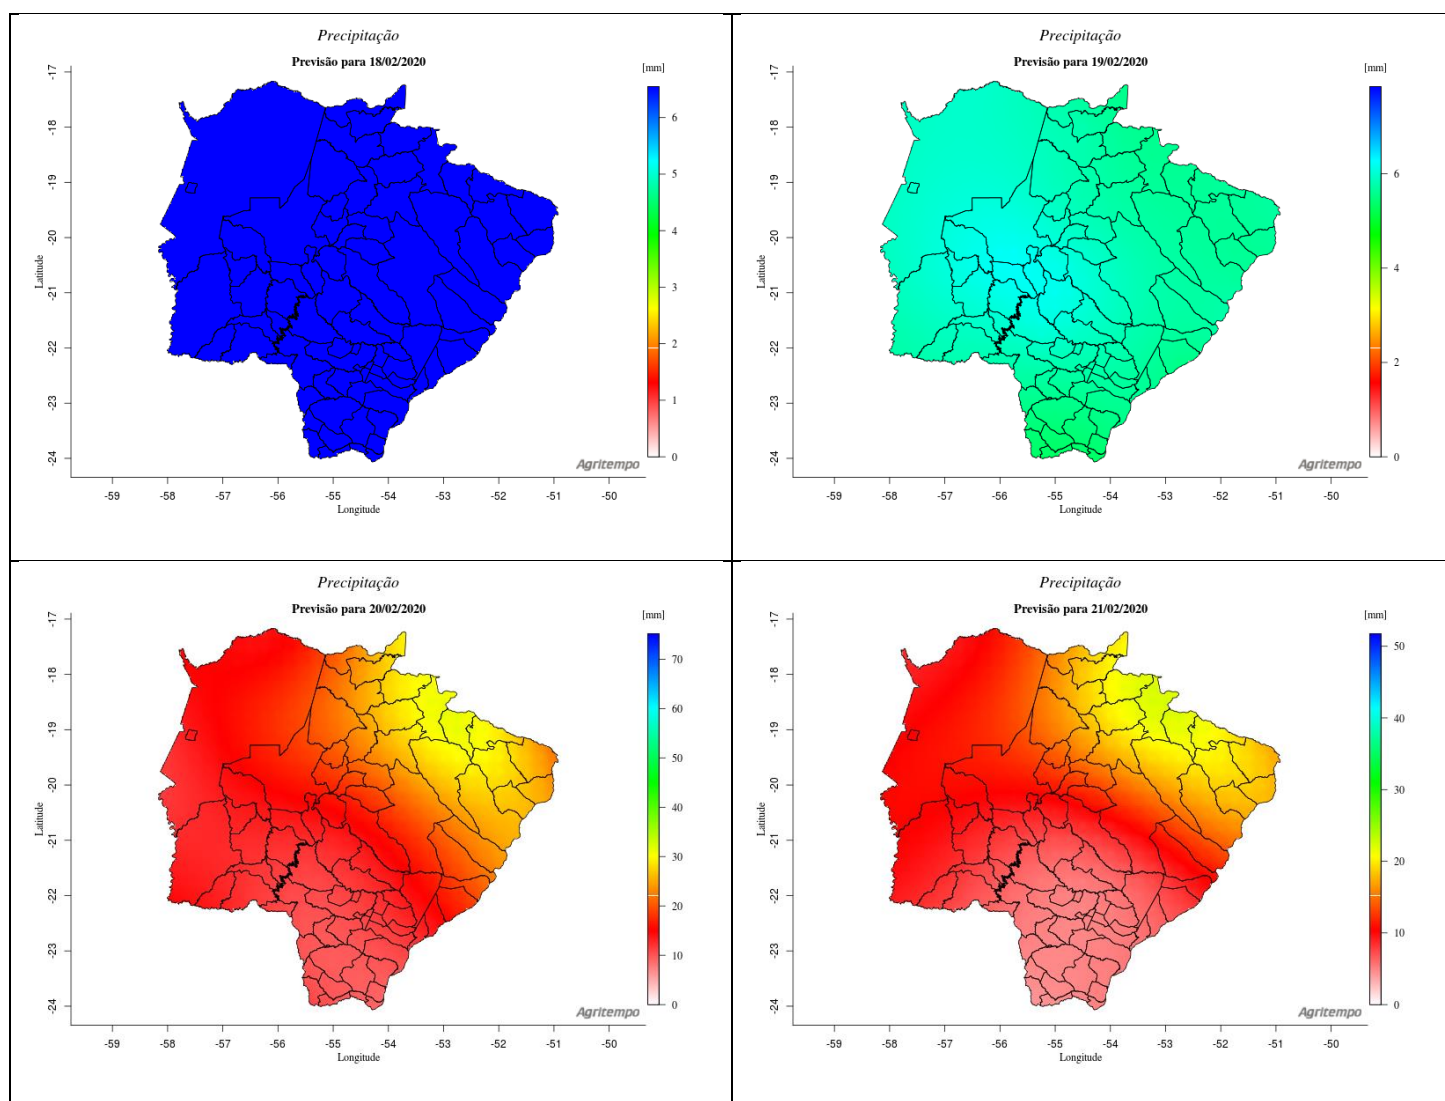 Precipitação
Previsão para 18/02/2020
[mm]
-17
-18
-19
-20
-21
-22
-23
-24
Latitude
6
5
4
3
2
1
0
Agritempo
-59 -58 -57 -56 -55 -54 -53 -52 -51 -50
Longitude
Precipitação
Previsão para 19/02/2020
[mm]
-17
-18
-19
-20
-21
-22
-23
-24
Latitude
6
4
2
0
Agritempo
-59 -58 -57 -56 -55 -54 -53 -52 -51 -50
Longitude
Precipitação
Previsão para 20/02/2020
[mm]
-17
-18
-19
-20
-21
-22
-23
-24
Latitude
70
60
50
40
30
20
10
0
Agritempo
-59 -58 -57 -56 -55 -54 -53 -52 -51 -50
Longitude
Precipitação
Previsão para 21/02/2020
[mm]
-17
-18
-19
-20
-21
-22
-23
-24
Latitude
50
40
30
20
10
0
Agritempo
-59 -58 -57 -56 -55 -54 -53 -52 -51 -50
Longitude